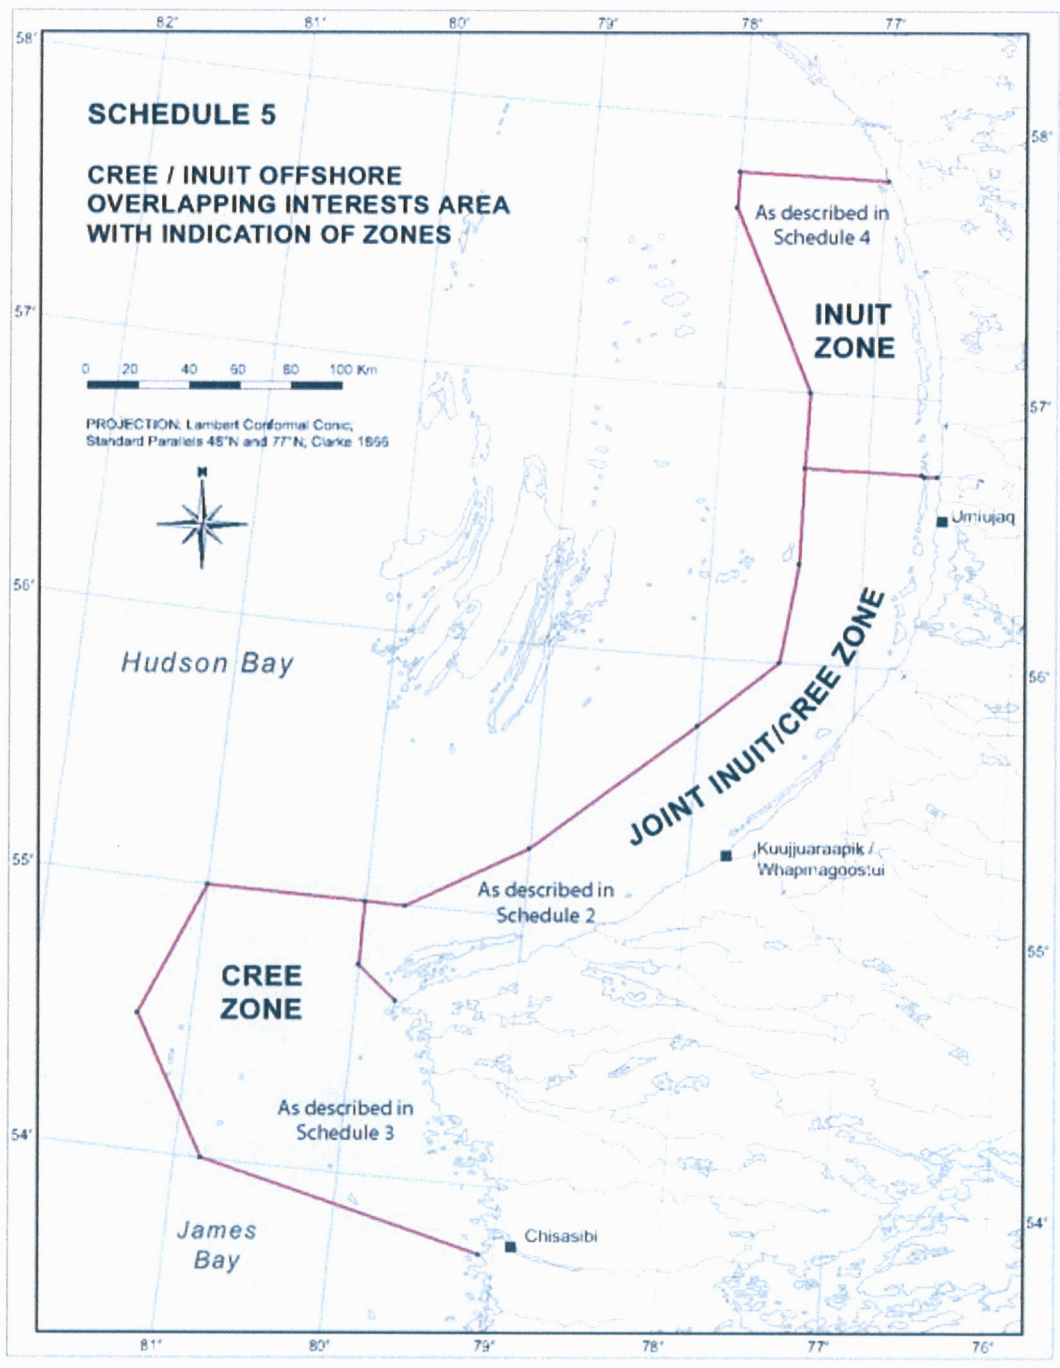 82° 81° 80° 79° 78° 77°
58°
SCHEDULE 5
58°
CREE / INUIT OFFSHORE
OVERLAPPING INTERESTS AREA
WITH INDICATION OF ZONES
As described in
Schedule 4
57°
INUIT
ZONE
0 20 40 60 80 100 Km
57°
PROJECTION: Lambert Conformal Conic;
Standard Parallels 48°N and 77°N; Clarke 1866
N
Umiujaq
56°
Hudson Bay
56°
JOINT INUIT/CREE ZONE
55°
Kuujjuaraapik /
Whapmagoostui
As described in
Schedule 2
55°
CREE
ZONE
As described in
Schedule 3
54°
54°
James
Bay
Chisasibi
81° 80° 79° 78° 77° 76°